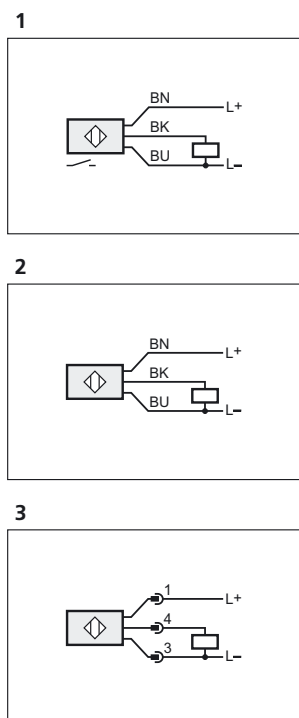 1
BN L+
BK
BU L-
2
BN L+
BK
BU L-
3
1 L+
4
3 L-